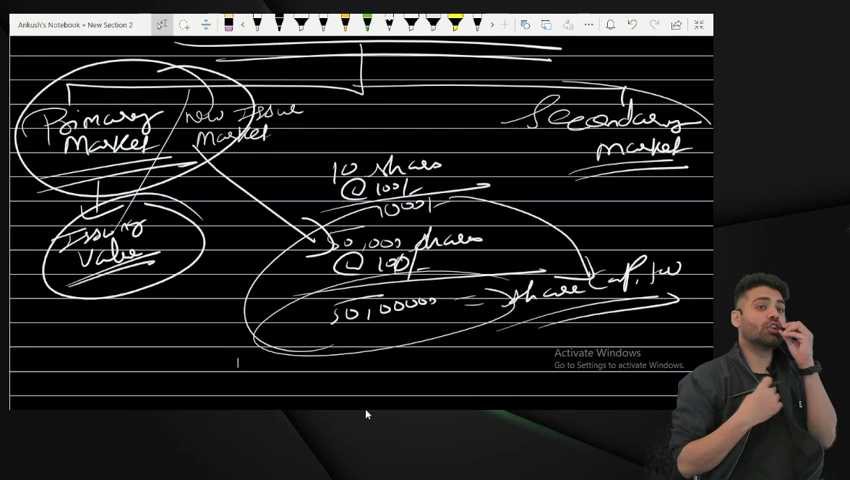 Ankush's Notebook • New Section 2
Primary
Market
New Issue
Market
Secondary
market
Issuing
Value
10 shares
@ 100/-
1000/-
50,000 shares
@ 100/-
50,00000 = share Capital
Activate Windows
Go to Settings to activate Windows.